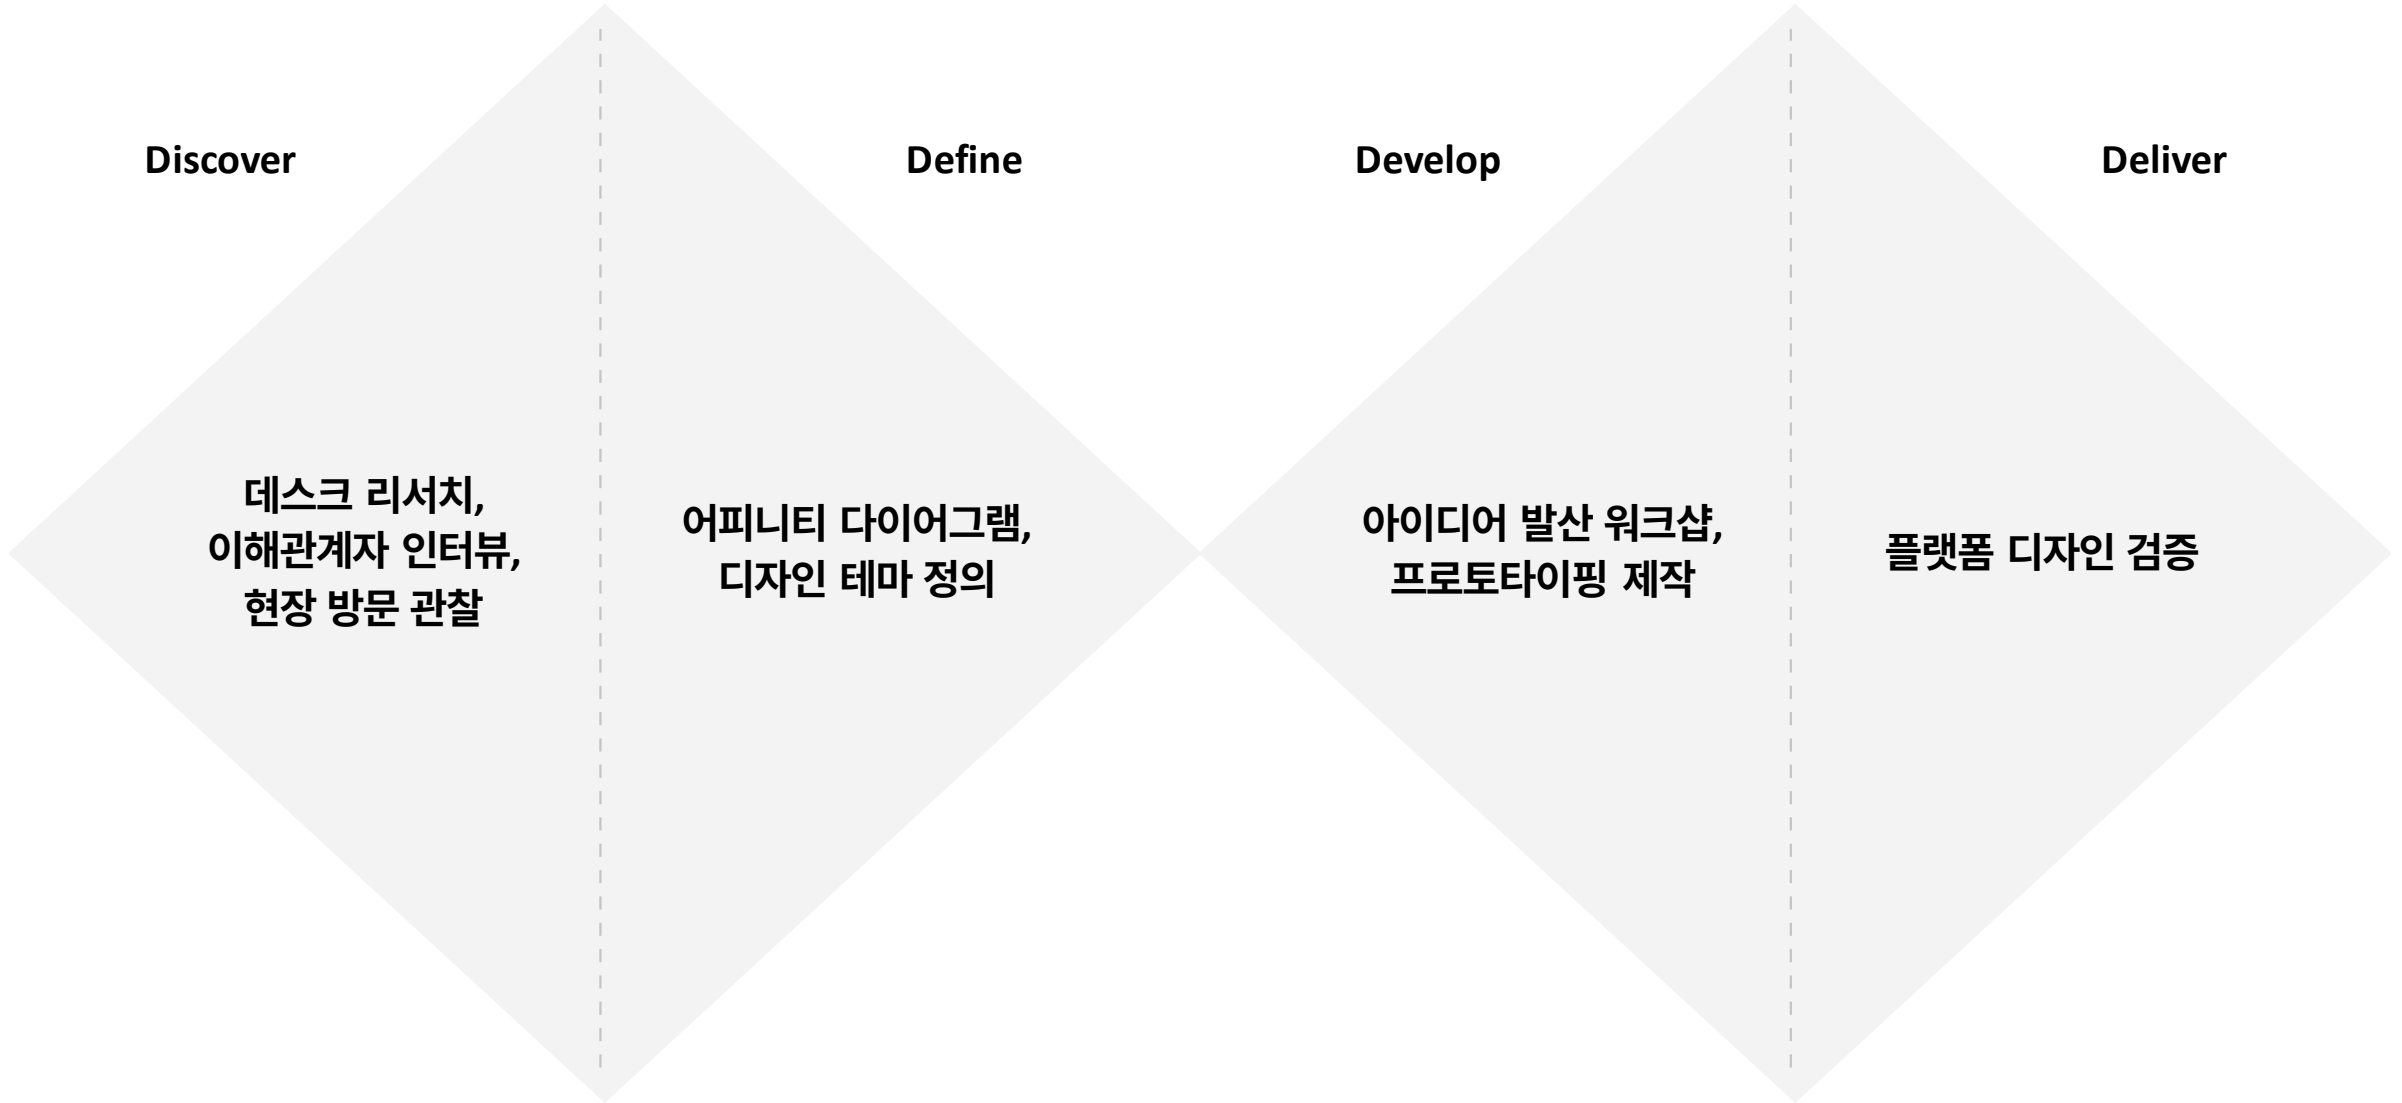 Discover
Define
Develop
Deliver
데스크 리서치,
이해관계자 인터뷰,
현장 방문 관찰
어피니티 다이어그램,
디자인 테마 정의
아이디어 발산 워크샵,
프로토타이핑 제작
플랫폼 디자인 검증